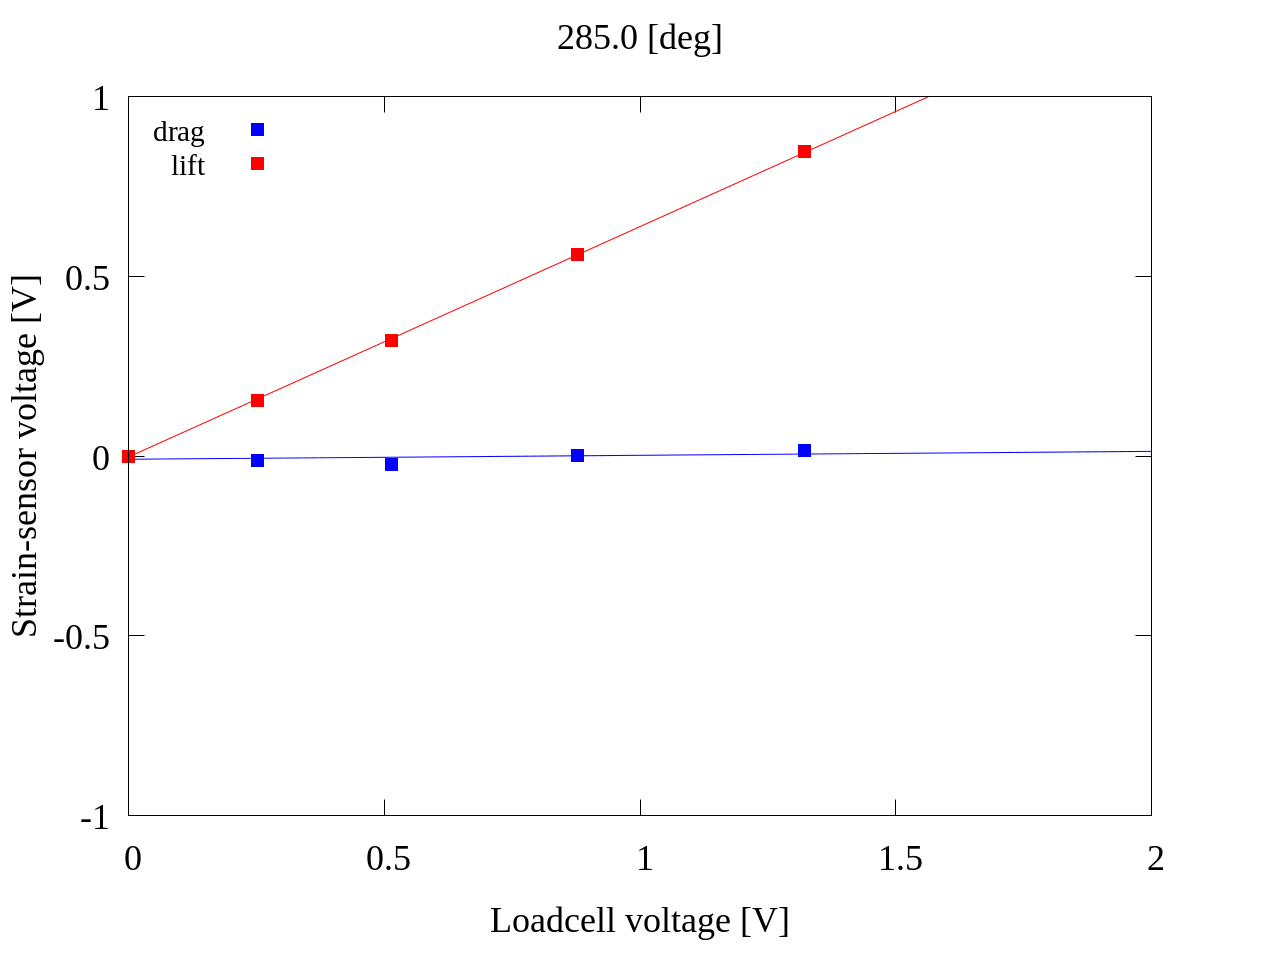 285.0 [deg]
drag
lift
1
0.5
0
-0.5
-1
Strain-sensor voltage [V]
0 0.5 1 1.5 2
Loadcell voltage [V]